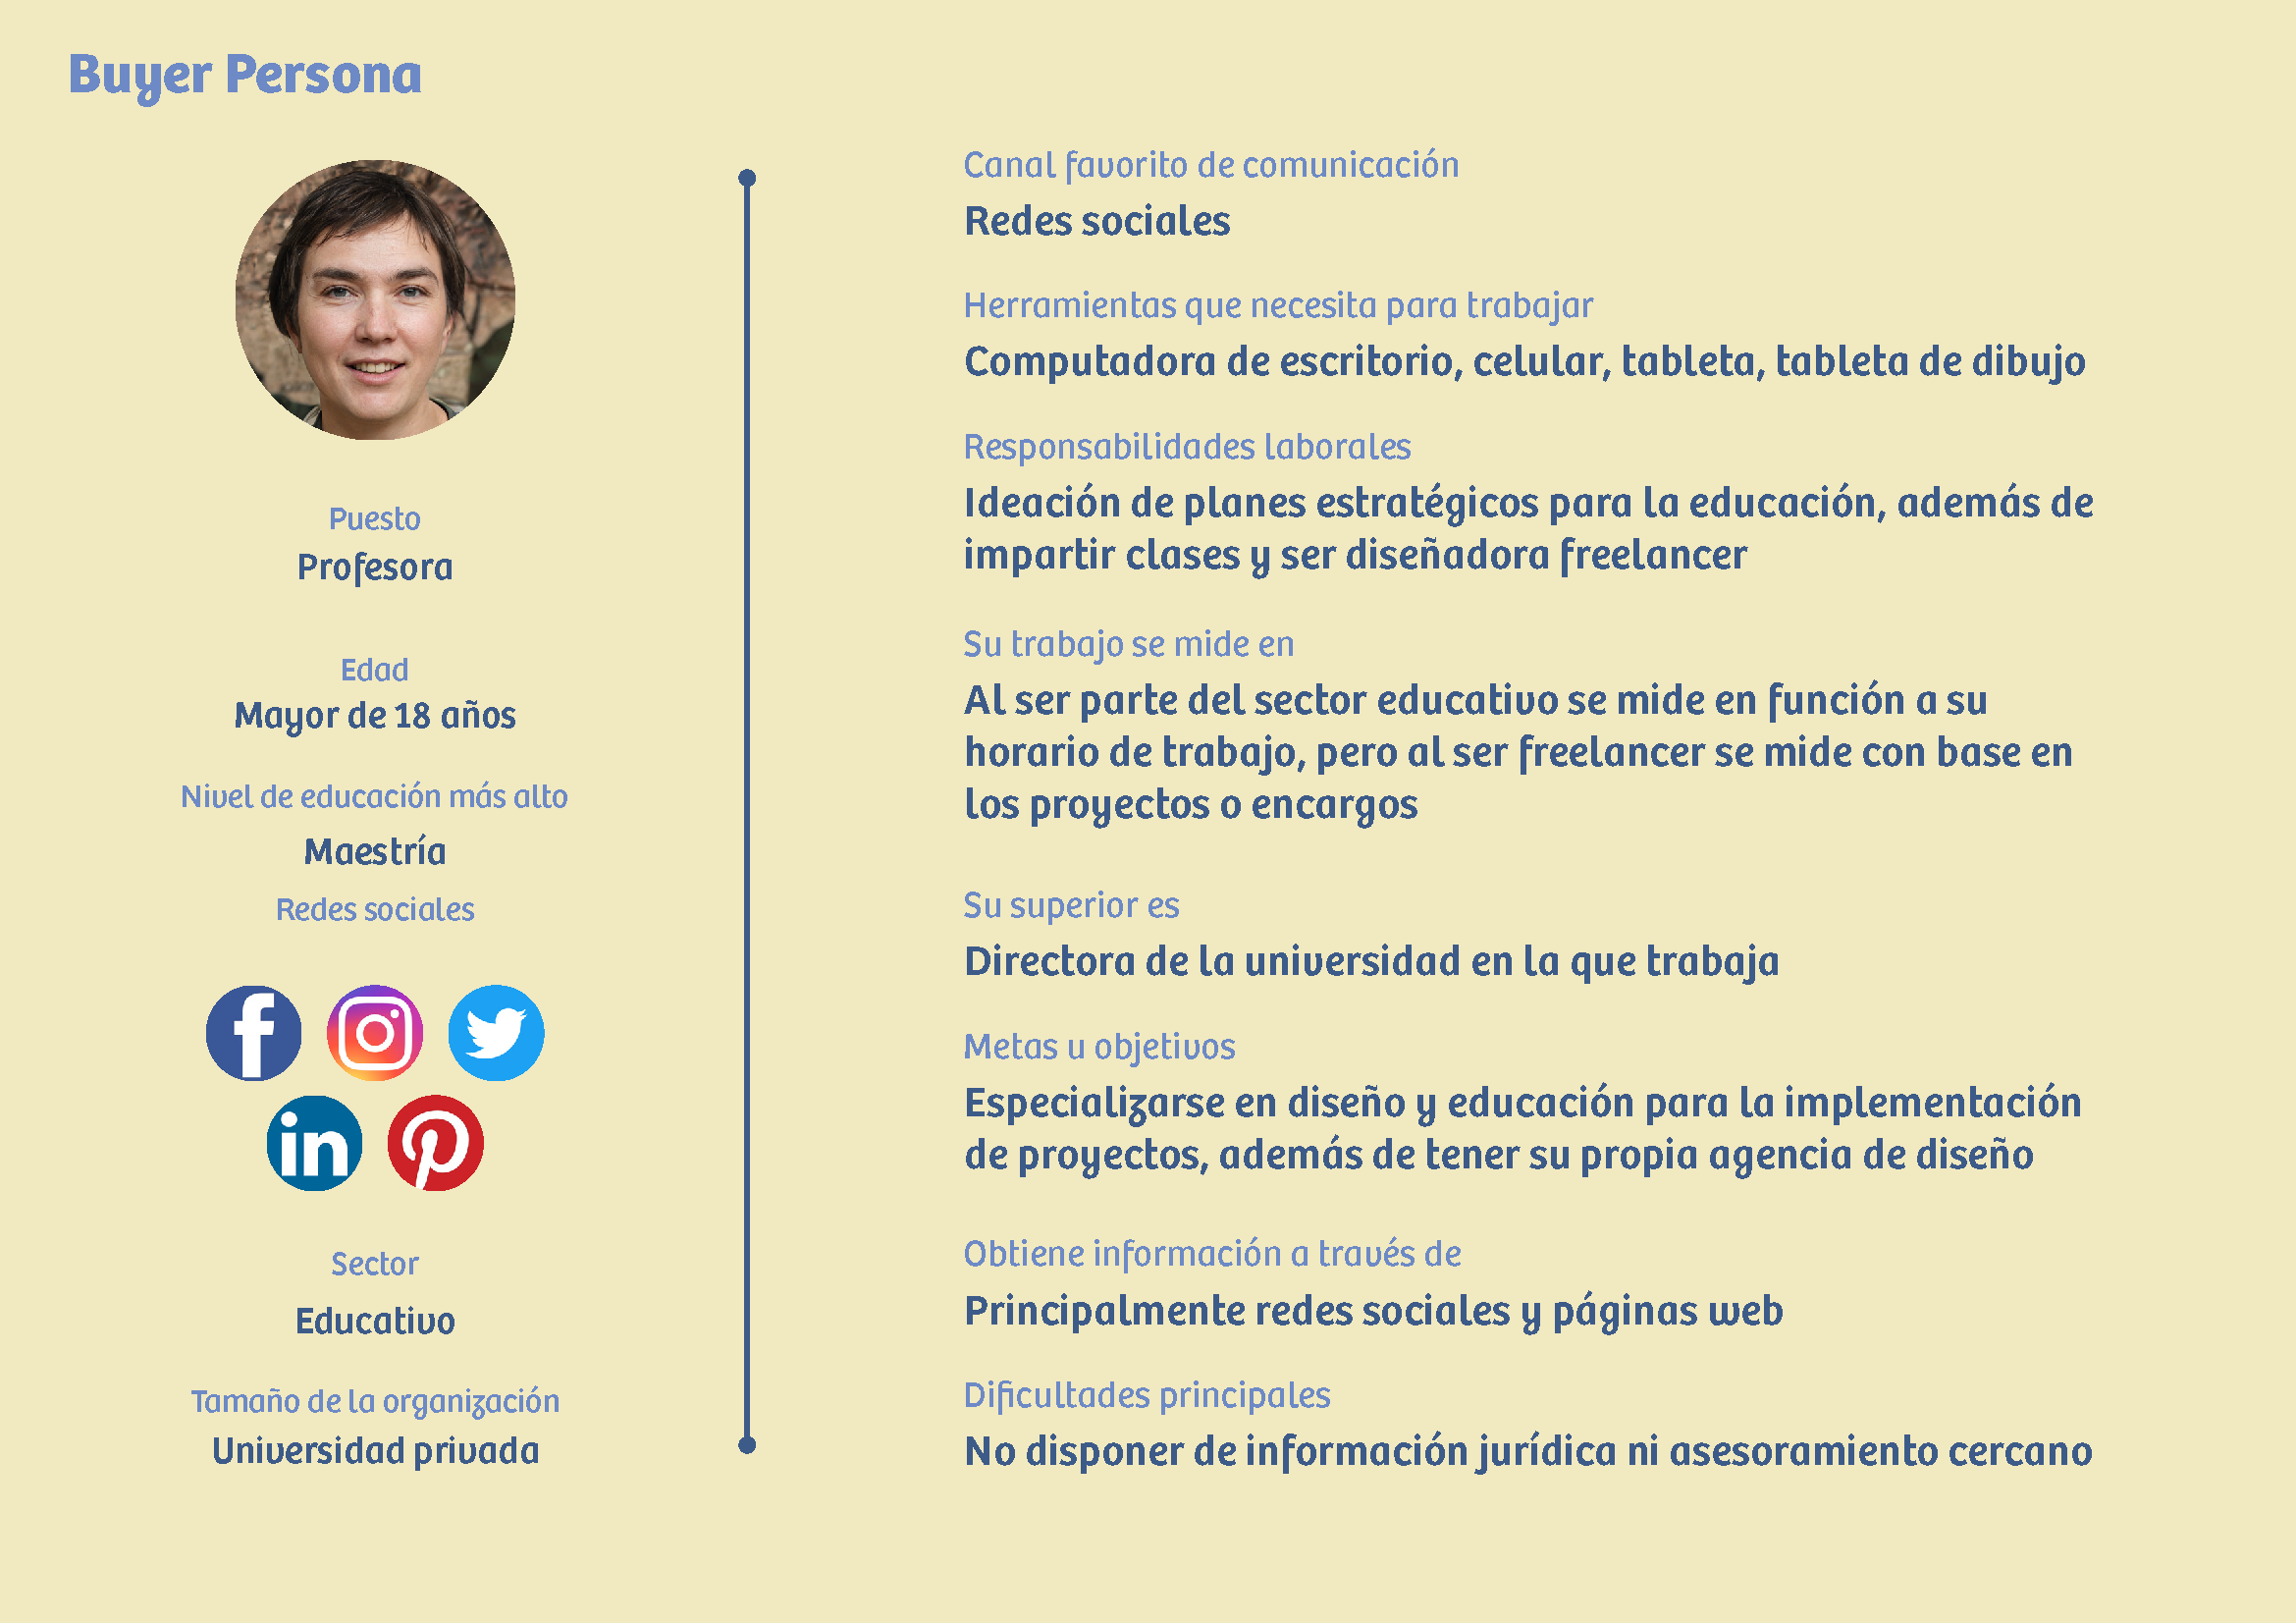 Buyer Persona
Puesto
Profesora
Edad
Mayor de 18 años
Nivel de educación más alto
Maestría
Redes sociales
f
in
Sector
Educativo
Tamaño de la organización
Universidad privada
Canal favorito de comunicación
Redes sociales
Herramientas que necesita para trabajar
Computadora de escritorio, celular, tableta, tableta de dibujo
Responsabilidades laborales
Ideación de planes estratégicos para la educación, además de
impartir clases y ser diseñadora freelancer
Su trabajo se mide en
Al ser parte del sector educativo se mide en función a su
horario de trabajo, pero al ser freelancer se mide con base en
los proyectos o encargos
Su superior es
Directora de la universidad en la que trabaja
Metas u objetivos
Especializarse en diseño y educación para la implementación
de proyectos, además de tener su propia agencia de diseño
Obtiene información a través de
Principalmente redes sociales y páginas web
Dificultades principales
No disponer de información jurídica ni asesoramiento cercano